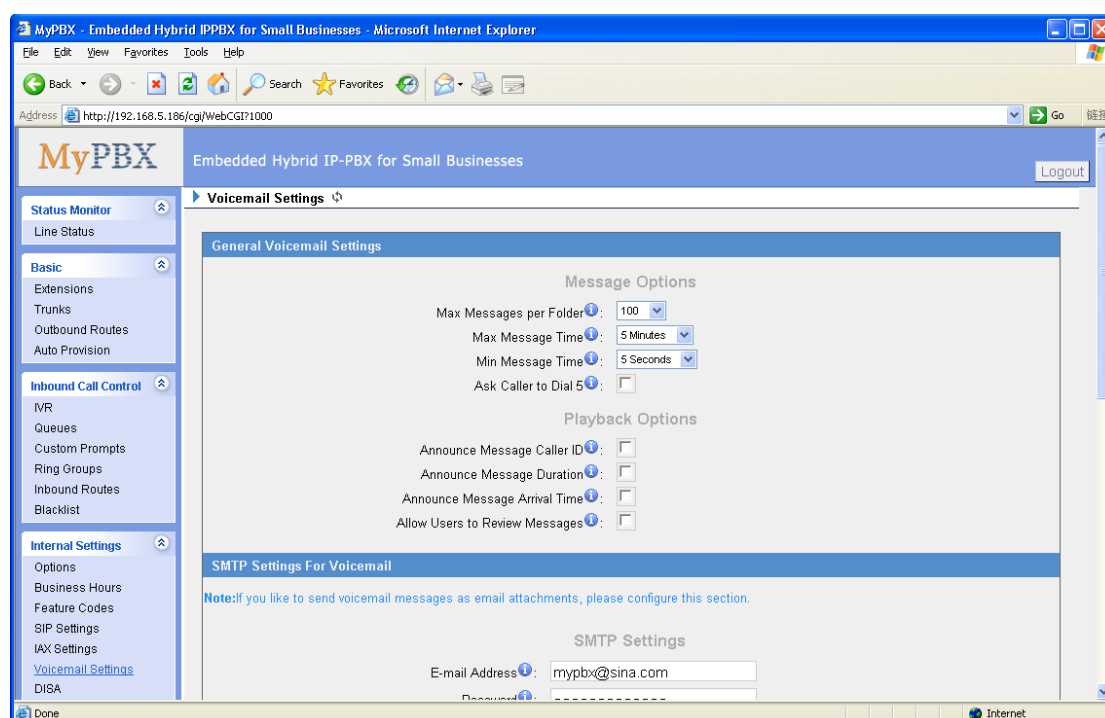 MyPBX - Embedded Hybrid IPPBX for Small Businesses - Microsoft Internet Explorer
File Edit View Favorites Tools Help
Back Search Favorites
Address http://192.168.5.186/cgi/WebCGI?1000 Go 链接
MyPBX Embedded Hybrid IP-PBX for Small Businesses
Logout
Status Monitor
Line Status
Basic
Extensions
Trunks
Outbound Routes
Auto Provision
Inbound Call Control
IVR
Queues
Custom Prompts
Ring Groups
Inbound Routes
Blacklist
Internal Settings
Options
Business Hours
Feature Codes
SIP Settings
IAX Settings
Voicemail Settings
DISA
Voicemail Settings
General Voicemail Settings
Message Options
Max Messages per Folder : 100
Max Message Time : 5 Minutes
Min Message Time : 5 Seconds
Ask Caller to Dial 5 :
Playback Options
Announce Message Caller ID :
Announce Message Duration :
Announce Message Arrival Time :
Allow Users to Review Messages :
SMTP Settings For Voicemail
Note:If you like to send voicemail messages as email attachments, please configure this section.
SMTP Settings
E-mail Address : mypbx@sina.com
Password :
Done Internet